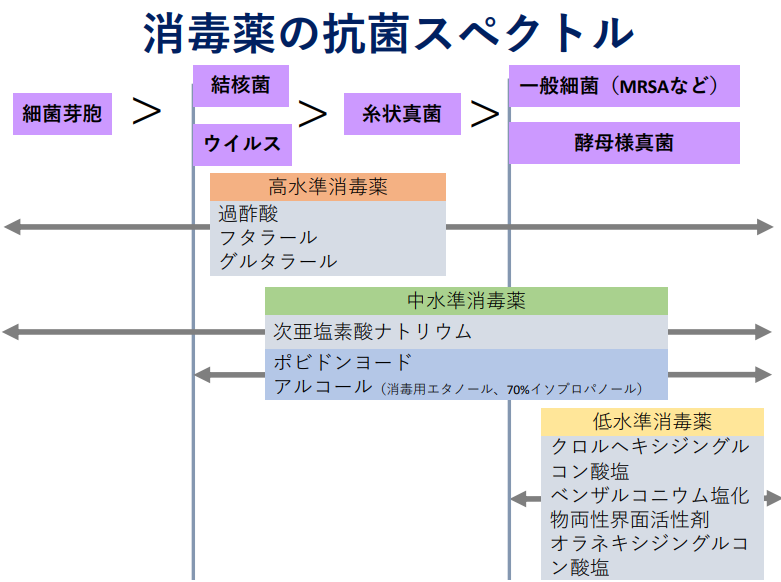 消毒薬の抗菌スペクトル
細菌芽胞
>
結核菌
ウイルス
>
糸状真菌
>
一般細菌（MRSAなど）
酵母様真菌
高水準消毒薬
過酢酸
フタラール
グルタラール
中水準消毒薬
次亜塩素酸ナトリウム
ポビドンヨード
アルコール（消毒用エタノール、70%イソプロパノール）
低水準消毒薬
クロルヘキシジングル
コン酸塩
ベンザルコニウム塩化
物両性界面活性剤
オラネキシジングルコ
ン酸塩